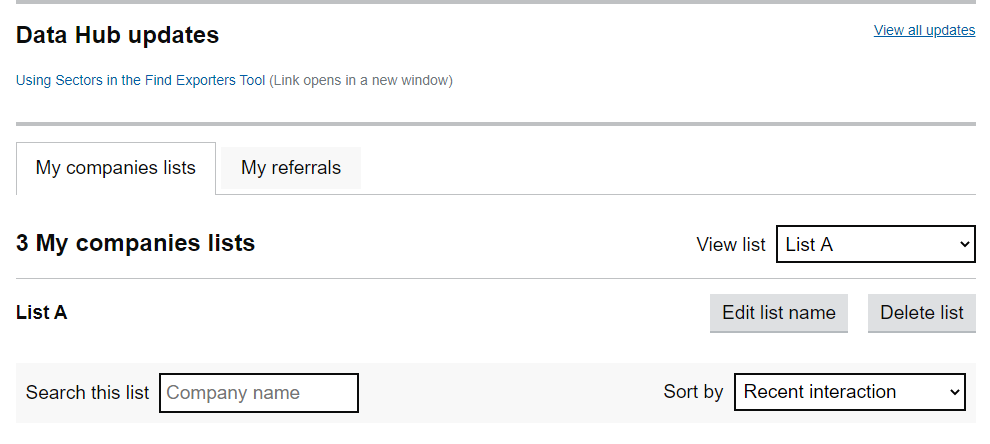 Data Hub updates
View all updates
Using Sectors in the Find Exporters Tool (Link opens in a new window)
My companies lists
My referrals
3 My companies lists
View list
List A
List A
Edit list name
Delete list
Search this list
Company name
Sort by
Recent interaction